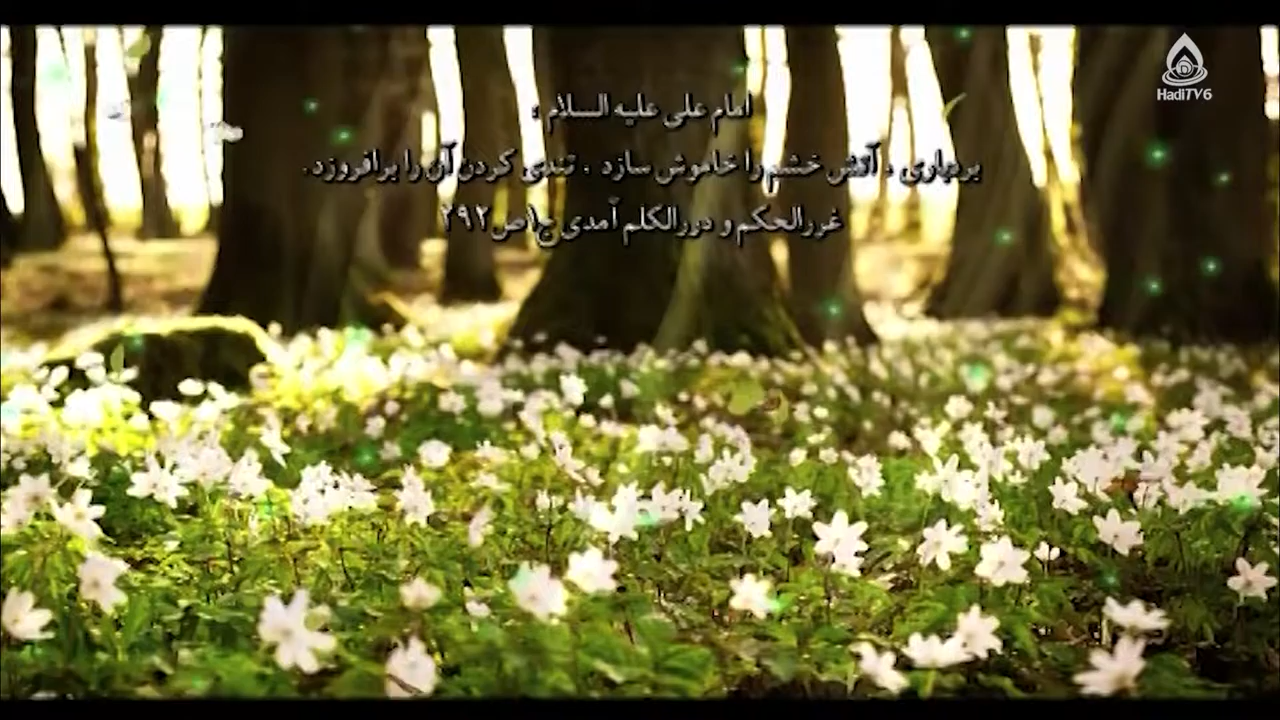 HadiTV6
امام علی علیه السلام :
بردباری ، آتش خشم را خاموش سازد ، تندی کردن آن را برافروزد.
غررالحکم و دررالکلم آمدی ج۱ص۲۹۲